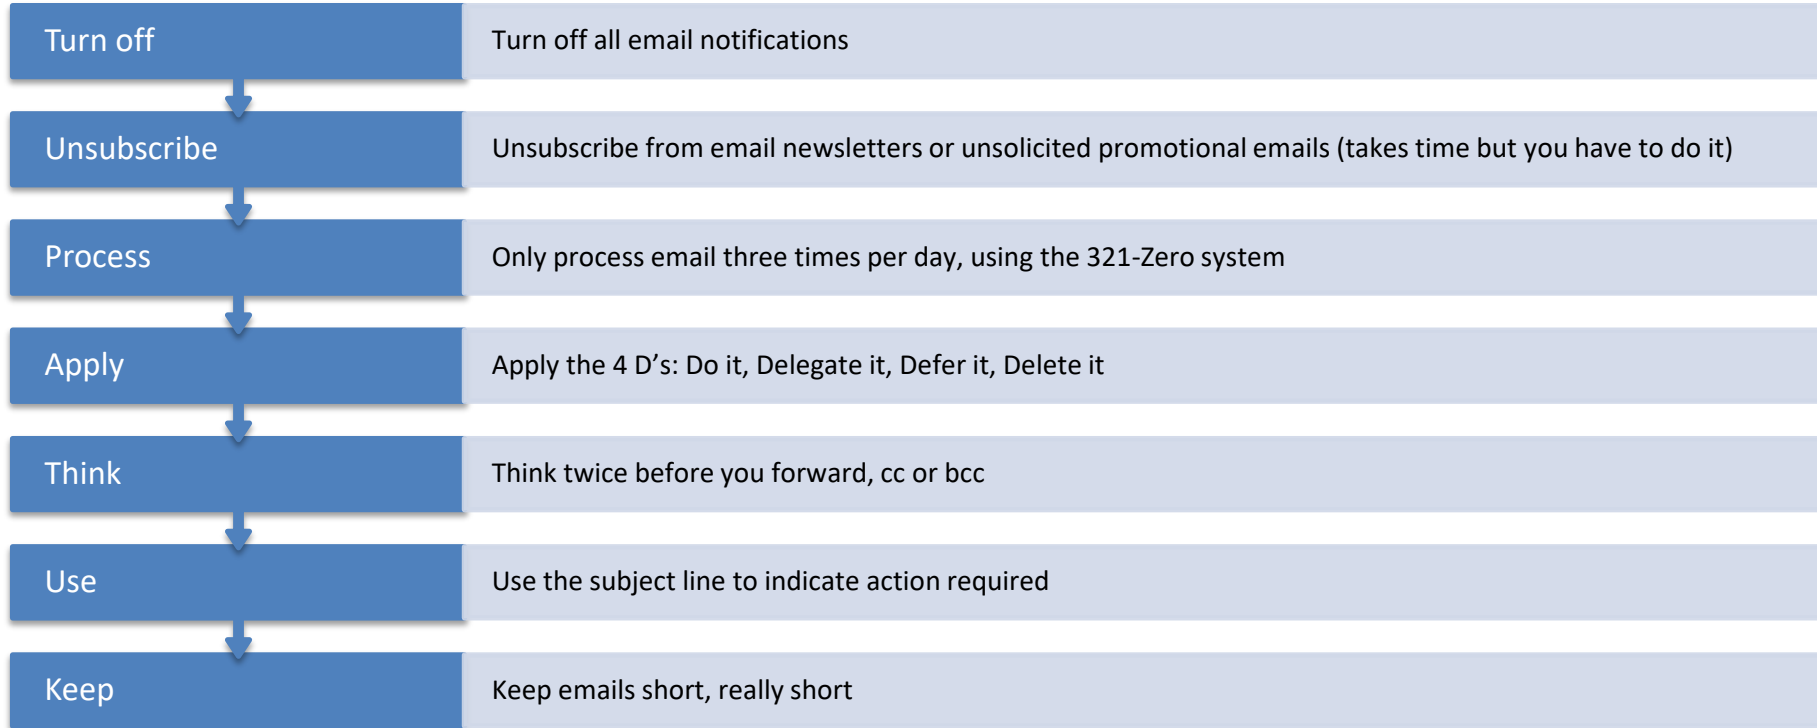 Turn off
Turn off all email notifications
Unsubscribe
Unsubscribe from email newsletters or unsolicited promotional emails (takes time but you have to do it)
Process
Only process email three times per day, using the 321-Zero system
Apply
Apply the 4 D’s: Do it, Delegate it, Defer it, Delete it
Think
Think twice before you forward, cc or bcc
Use
Use the subject line to indicate action required
Keep
Keep emails short, really short